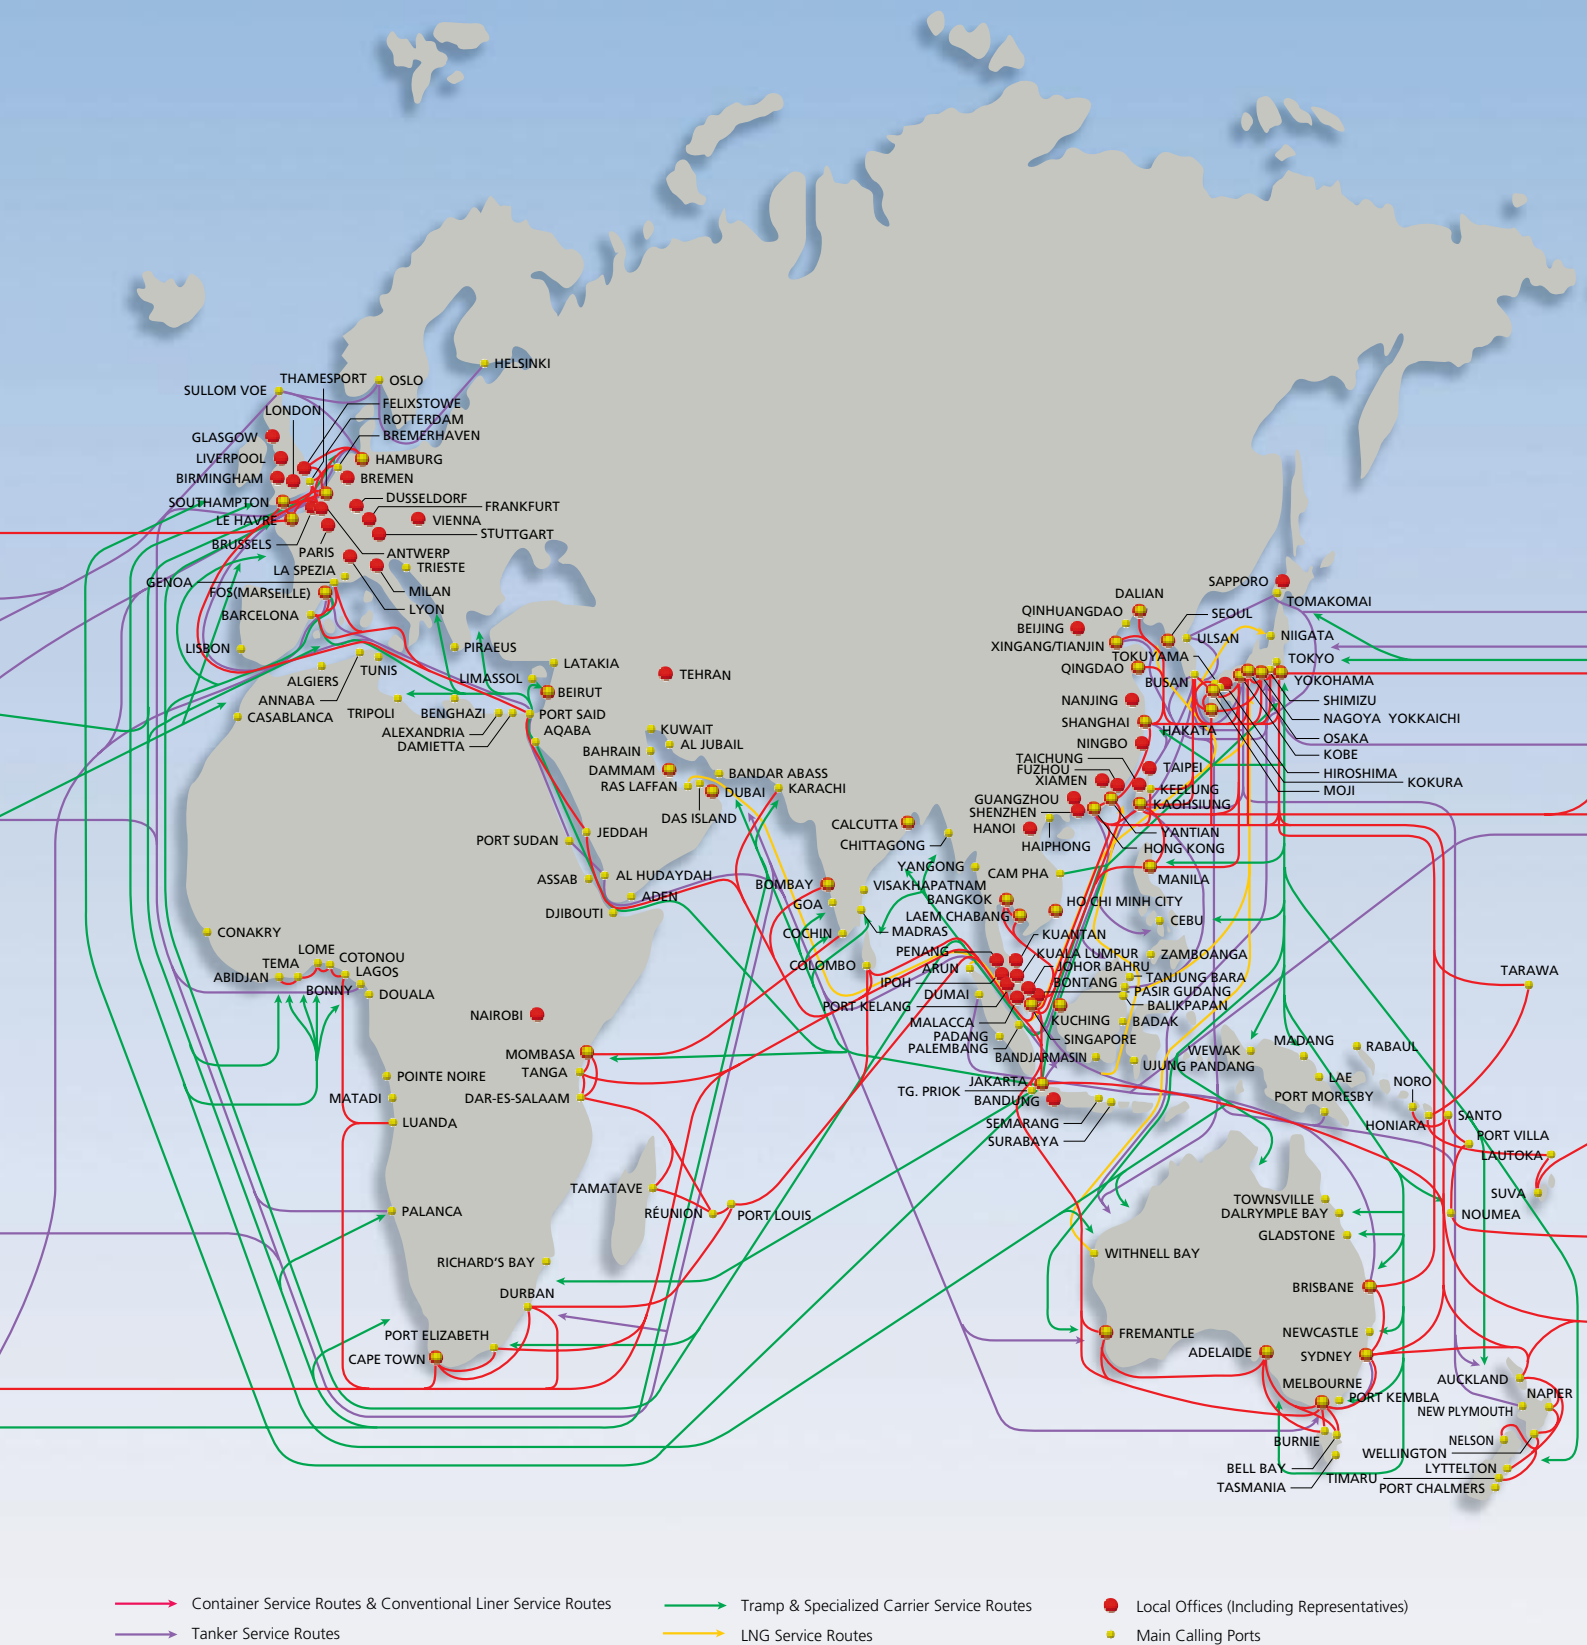 HELSINKI
THAMESPORT
OSLO
SULLOM VOE
FELIXSTOWE
LONDON
ROTTERDAM
GLASGOW
BREMERHAVEN
LIVERPOOL
HAMBURG
BIRMINGHAM
BREMEN
SOUTHAMPTON
DUSSELDORF
FRANKFURT
LE HAVRE
VIENNA
STUTTGART
BRUSSELS
PARIS
ANTWERP
TRIESTE
LA SPEZIA
GENOA
MILAN
FOS(MARSEILLE)
LYON
BARCELONA
LISBON
PIRAEUS
TUNIS
LATAKIA
ALGIERS
LIMASSOL
TEHRAN
ANNABA
BEIRUT
TRIPOLI
BENGHAZI
PORT SAID
CASABLANCA
ALEXANDRIA
AQABA
DAMIETTA
KUWAIT
BAHRAIN
AL JUBAIL
DAMMAM
BANDAR ABASS
RAS LAFFAN
DUBAI
KARACHI
DAS ISLAND
JEDDAH
PORT SUDAN
CALCUTTA
CHITTAGONG
ASSAB
AL HUDAYDAH
ADEN
DJIBOUTI
BOMBAY
VISAKHAPATNAM
GOA
MADRAS
COCHIN
COLOMBO
YANGONG
CAM PHA
BANGKOK
HO CHI MINH CITY
LAEM CHABANG
SAPPORO
TOMAKOMAI
DALIAN
QINHUANGDAO
SEOUL
BEIJING
XINGANG/TIANJIN
ULSAN
NIIGATA
TOKUYAMA
TOKYO
QINGDAO
BUSAN
YOKOHAMA
NANJING
SHIMIZU
SHANGHAI
HAKATA
NAGOYA YOKKAICHI
NINGBO
OSAKA
TAICHUNG
KOBE
FUZHOU
TAIPEI
HIROSHIMA
XIAMEN
KOKURA
KEELUNG
MOJI
GUANGZHOU
KAOHSIUNG
SHENZHEN
HANOI
YANTIAN
HAIPHONG
HONG KONG
MANILA
CEBU
CONAKRY
LOME
COTONOU
TEMA
LAGOS
ABIDJAN
BONNY
DOUALA
NAIROBI
KUANTAN
PENANG
KUALA LUMPUR
ZAMBOANGA
ARUN
JOHOR BAHRU
IPOH
BONTANG
TANJUNG BARA
DUMAI
PASIR GUDANG
PORT KELANG
BALIKPAPAN
MALACCA
KUCHING
BADAK
PADANG
SINGAPORE
PALEMBANG
BANDJARMASIN
UJUNG PANDANG
WEWAK
MADANG
RABAUL
TARAWA
MOMBASA
TANGA
POINTE NOIRE
DAR-ES-SALAAM
MATADI
LUANDA
JAKARTA
TG. PRIOK
BANDUNG
SEMARANG
SURABAYA
LAE
NORO
PORT MORESBY
HONIARA
SANTO
PORT VILLA
LAUTOKA
TAMATAVE
SUVA
RÉUNION
PORT LOUIS
PALANCA
TOWNSVILLE
DALRYMPLE BAY
NOUMEA
GLADSTONE
WITHNELL BAY
RICHARD'S BAY
BRISBANE
DURBAN
PORT ELIZABETH
FREMANTLE
NEWCASTLE
CAPE TOWN
ADELAIDE
SYDNEY
MELBOURNE
AUCKLAND
PORT KEMBLA
NAPIER
NEW PLYMOUTH
BURNIE
NELSON
WELLINGTON
BELL BAY
LYTTELTON
TIMARU
TASMANIA
PORT CHALMERS
Container Service Routes & Conventional Liner Service Routes
Tramp & Specialized Carrier Service Routes
Local Offices (Including Representatives)
Tanker Service Routes
LNG Service Routes
Main Calling Ports